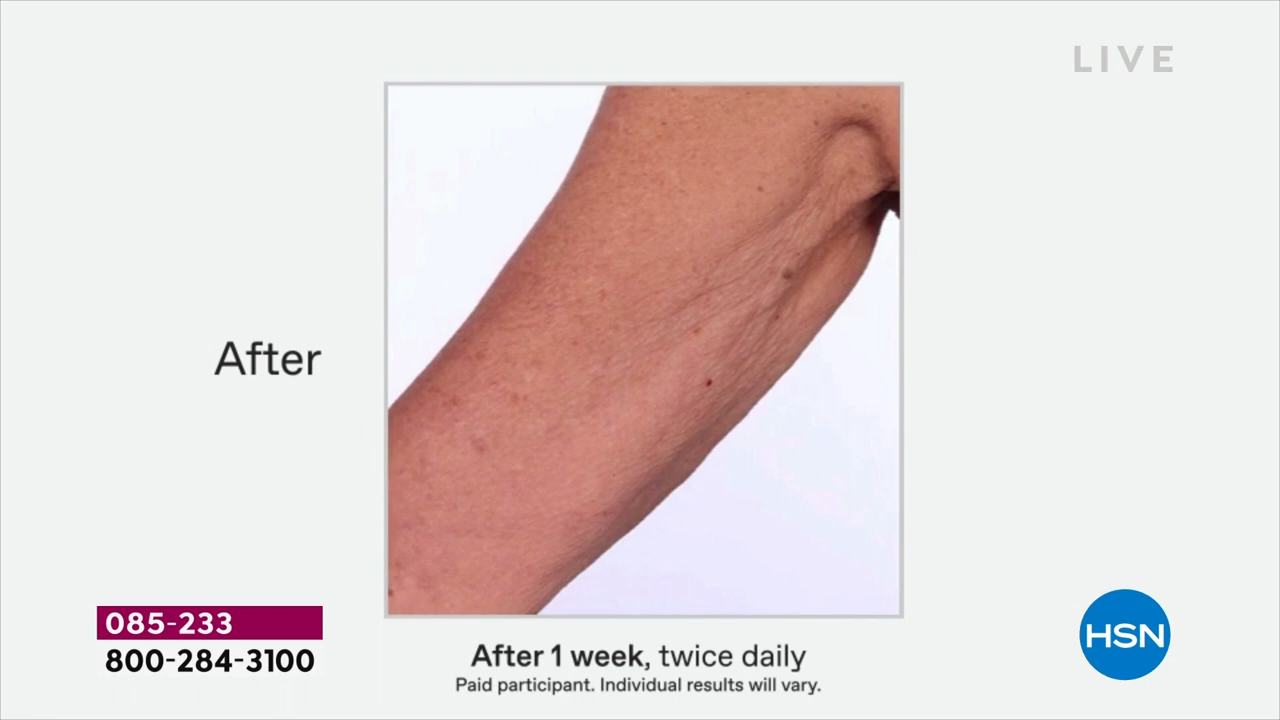 LIVE
After
085-233
800-284-3100
After 1 week, twice daily
Paid participant. Individual results will vary.
HSN